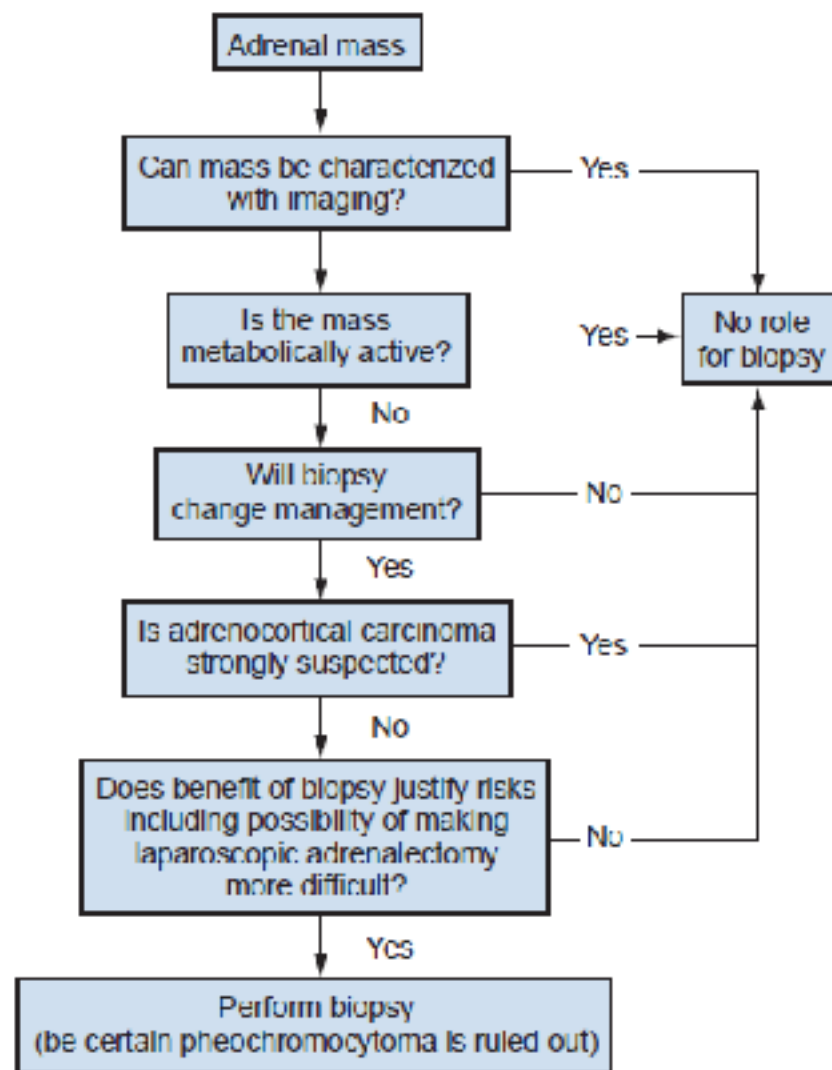 Adrenal mass
Can mass be characterized
with imaging?
Yes
Is the mass
metabolically active?
Yes
No role
for biopsy
No
Will biopsy
change management?
No
Yes
Is adrenocortical carcinoma
strongly suspected?
Yes
No
Does benefit of biopsy justify risks
including possibility of making
laparoscopic adrenalectomy
more difficult?
No
Yes
Perform biopsy
(be certain pheochromocytoma is ruled out)